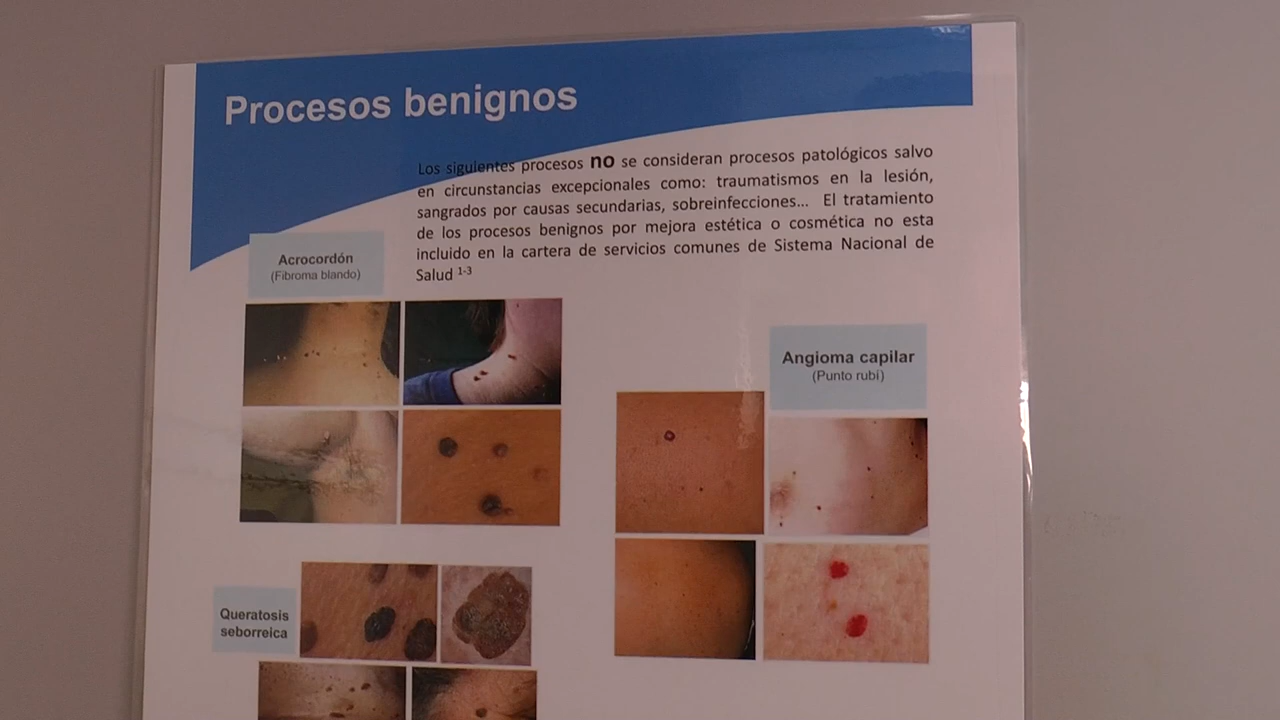 Procesos benignos
Los siguientes procesos no se consideran procesos patológicos salvo
en circunstancias excepcionales como: traumatismos en la lesión,
sangrados por causas secundarias, sobreinfecciones... El tratamiento
de los procesos benignos por mejora estética o cosmética no esta
incluido en la cartera de servicios comunes de Sistema Nacional de
Salud 1-3
Acrocordón
(Fibroma blando)
Angioma capilar
(Punto rubí)
Queratosis
seborreica